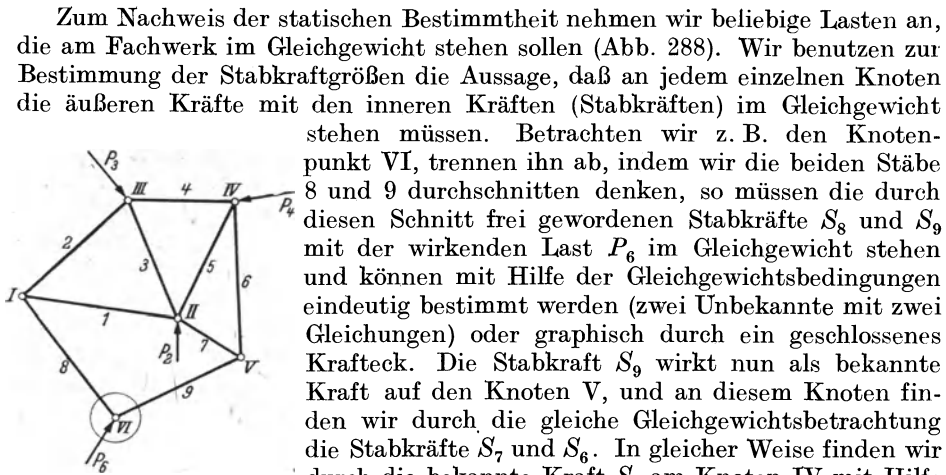 Zum Nachweis der statischen Bestimmtheit nehmen wir beliebige Lasten an,
die am Fachwerk im Gleichgewicht stehen sollen (Abb. 288). Wir benutzen zur
Bestimmung der Stabkraftgrößen die Aussage, daß an jedem einzelnen Knoten
die äußeren Kräfte mit den inneren Kräften (Stabkräften) im Gleichgewicht
stehen müssen. Betrachten wir z. B. den Knoten-
punkt VI, trennen ihn ab, indem wir die beiden Stäbe
8 und 9 durchschnitten denken, so müssen die durch
diesen Schnitt frei gewordenen Stabkräfte S₈ und S₉
mit der wirkenden Last P₆ im Gleichgewicht stehen
und können mit Hilfe der Gleichgewichtsbedingungen
eindeutig bestimmt werden (zwei Unbekannte mit zwei
Gleichungen) oder graphisch durch ein geschlossenes
Krafteck. Die Stabkraft S₉ wirkt nun als bekannte
Kraft auf den Knoten V, und an diesem Knoten fin-
den wir durch die gleiche Gleichgewichtsbetrachtung
die Stabkräfte S₇ und S₆. In gleicher Weise finden wir
P₃
III
4
IV
P₄
2
3
5
6
I
1
II
P₂
7
V
8
9
VI
P₆